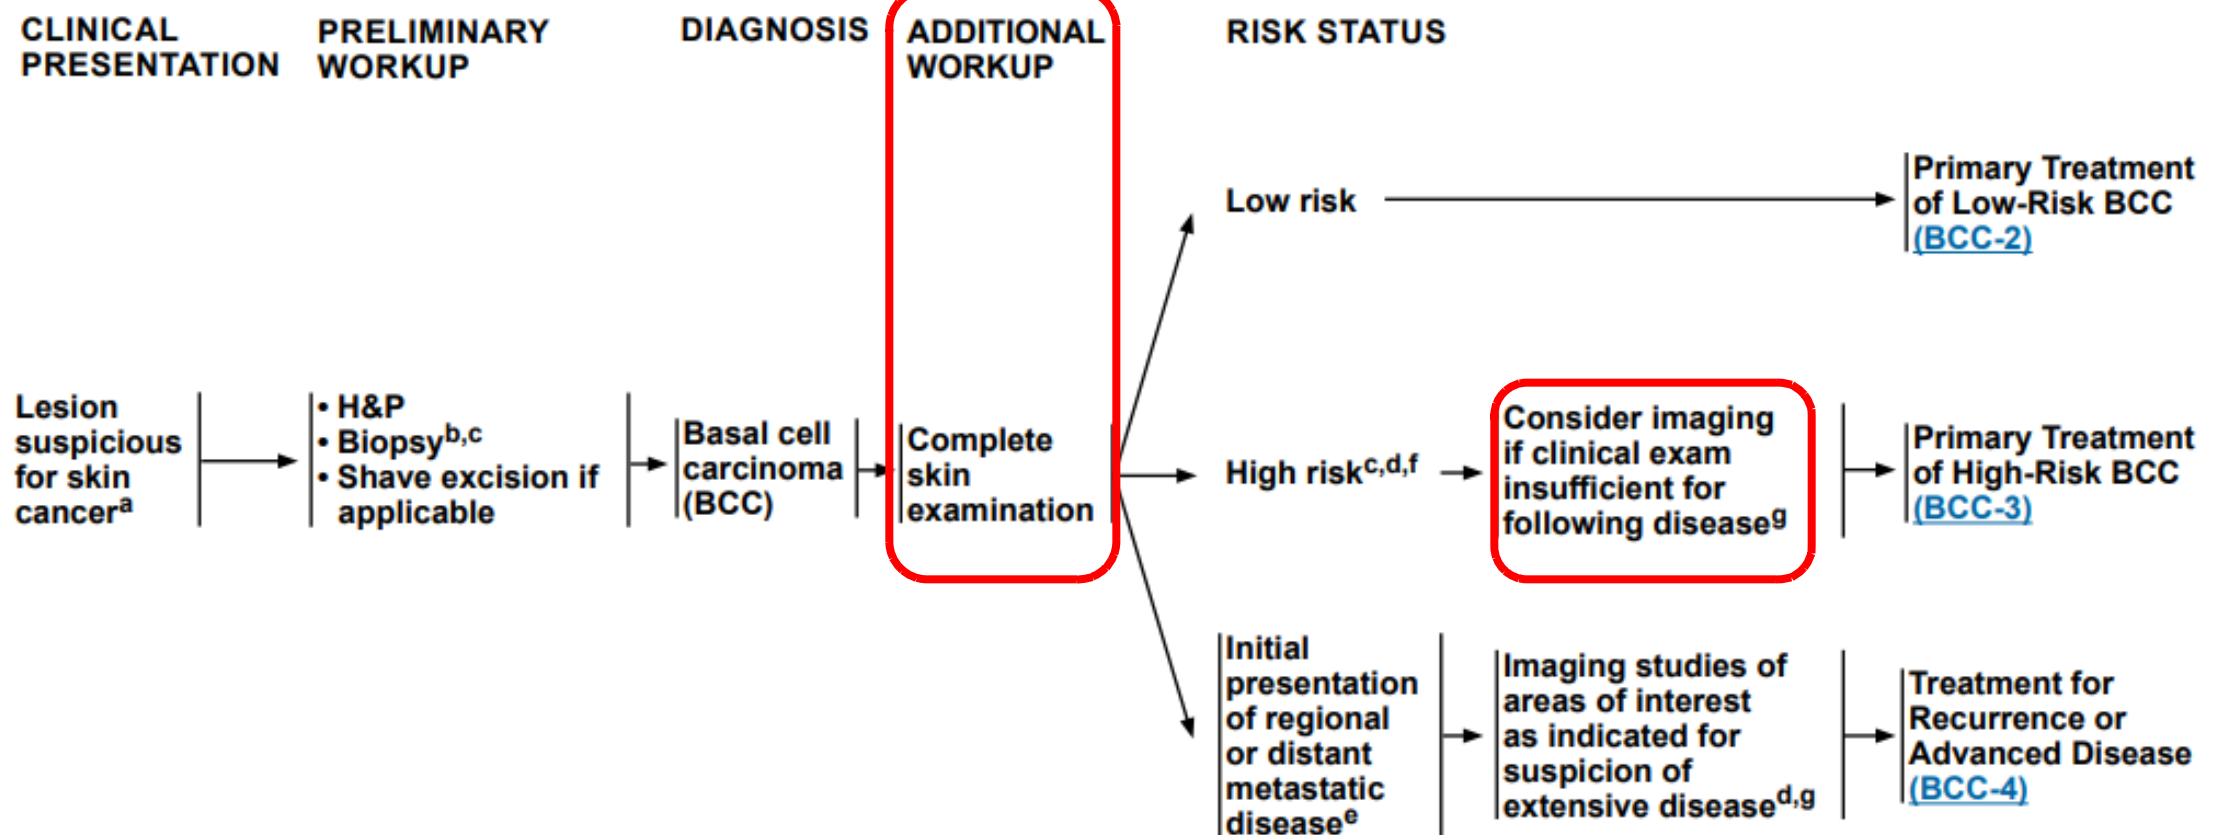 CLINICAL
PRESENTATION
PRELIMINARY
WORKUP
DIAGNOSIS
ADDITIONAL
WORKUP
RISK STATUS
Lesion
suspicious
for skin
cancerᵃ
• H&P
• Biopsyᵇ,ᶜ
• Shave excision if
applicable
Basal cell
carcinoma
(BCC)
Complete
skin
examination
Low risk
Primary Treatment
of Low-Risk BCC
(BCC-2)
High riskᶜ,ᵈ,ᶠ
Consider imaging
if clinical exam
insufficient for
following diseaseᵍ
Primary Treatment
of High-Risk BCC
(BCC-3)
Initial
presentation
of regional
or distant
metastatic
diseaseᵉ
Imaging studies of
areas of interest
as indicated for
suspicion of
extensive diseaseᵈ,ᵍ
Treatment for
Recurrence or
Advanced Disease
(BCC-4)